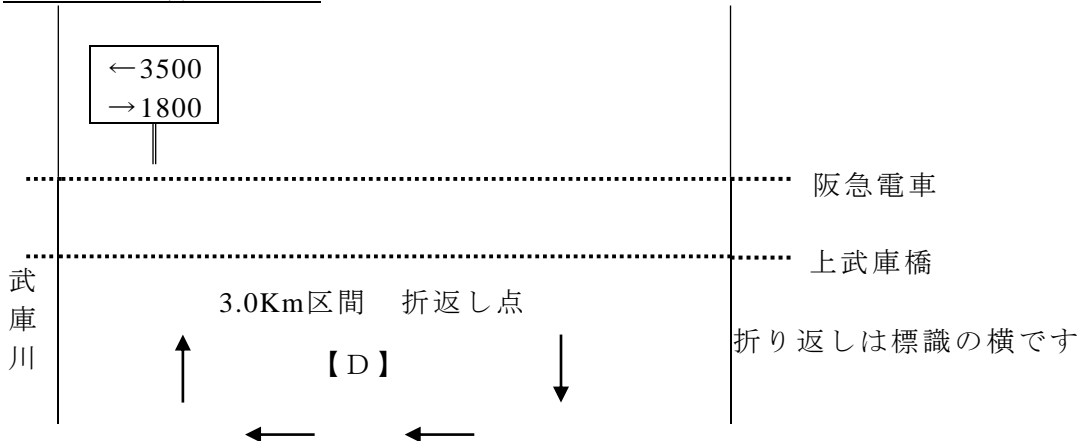 ←3500
→1800
阪急電車
上武庫橋
武庫川
3.0Km区間 折返し点
折り返しは標識の横です
【D】